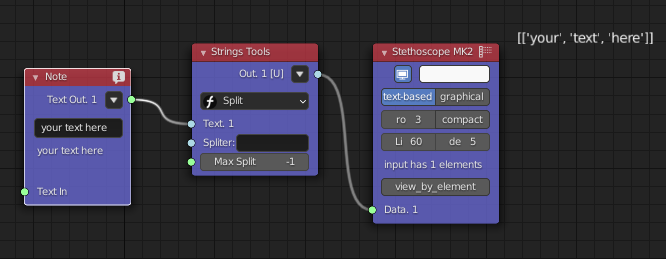 Note
Text Out. 1
your text here
your text here
Text In
Strings Tools
Out. 1 [U]
Split
Text. 1
Spliter:
Max Split -1
Stethoscope MK2
text-based graphical
ro 3 compact
Li 60 de 5
input has 1 elements
view_by_element
Data. 1
[['your', 'text', 'here']]